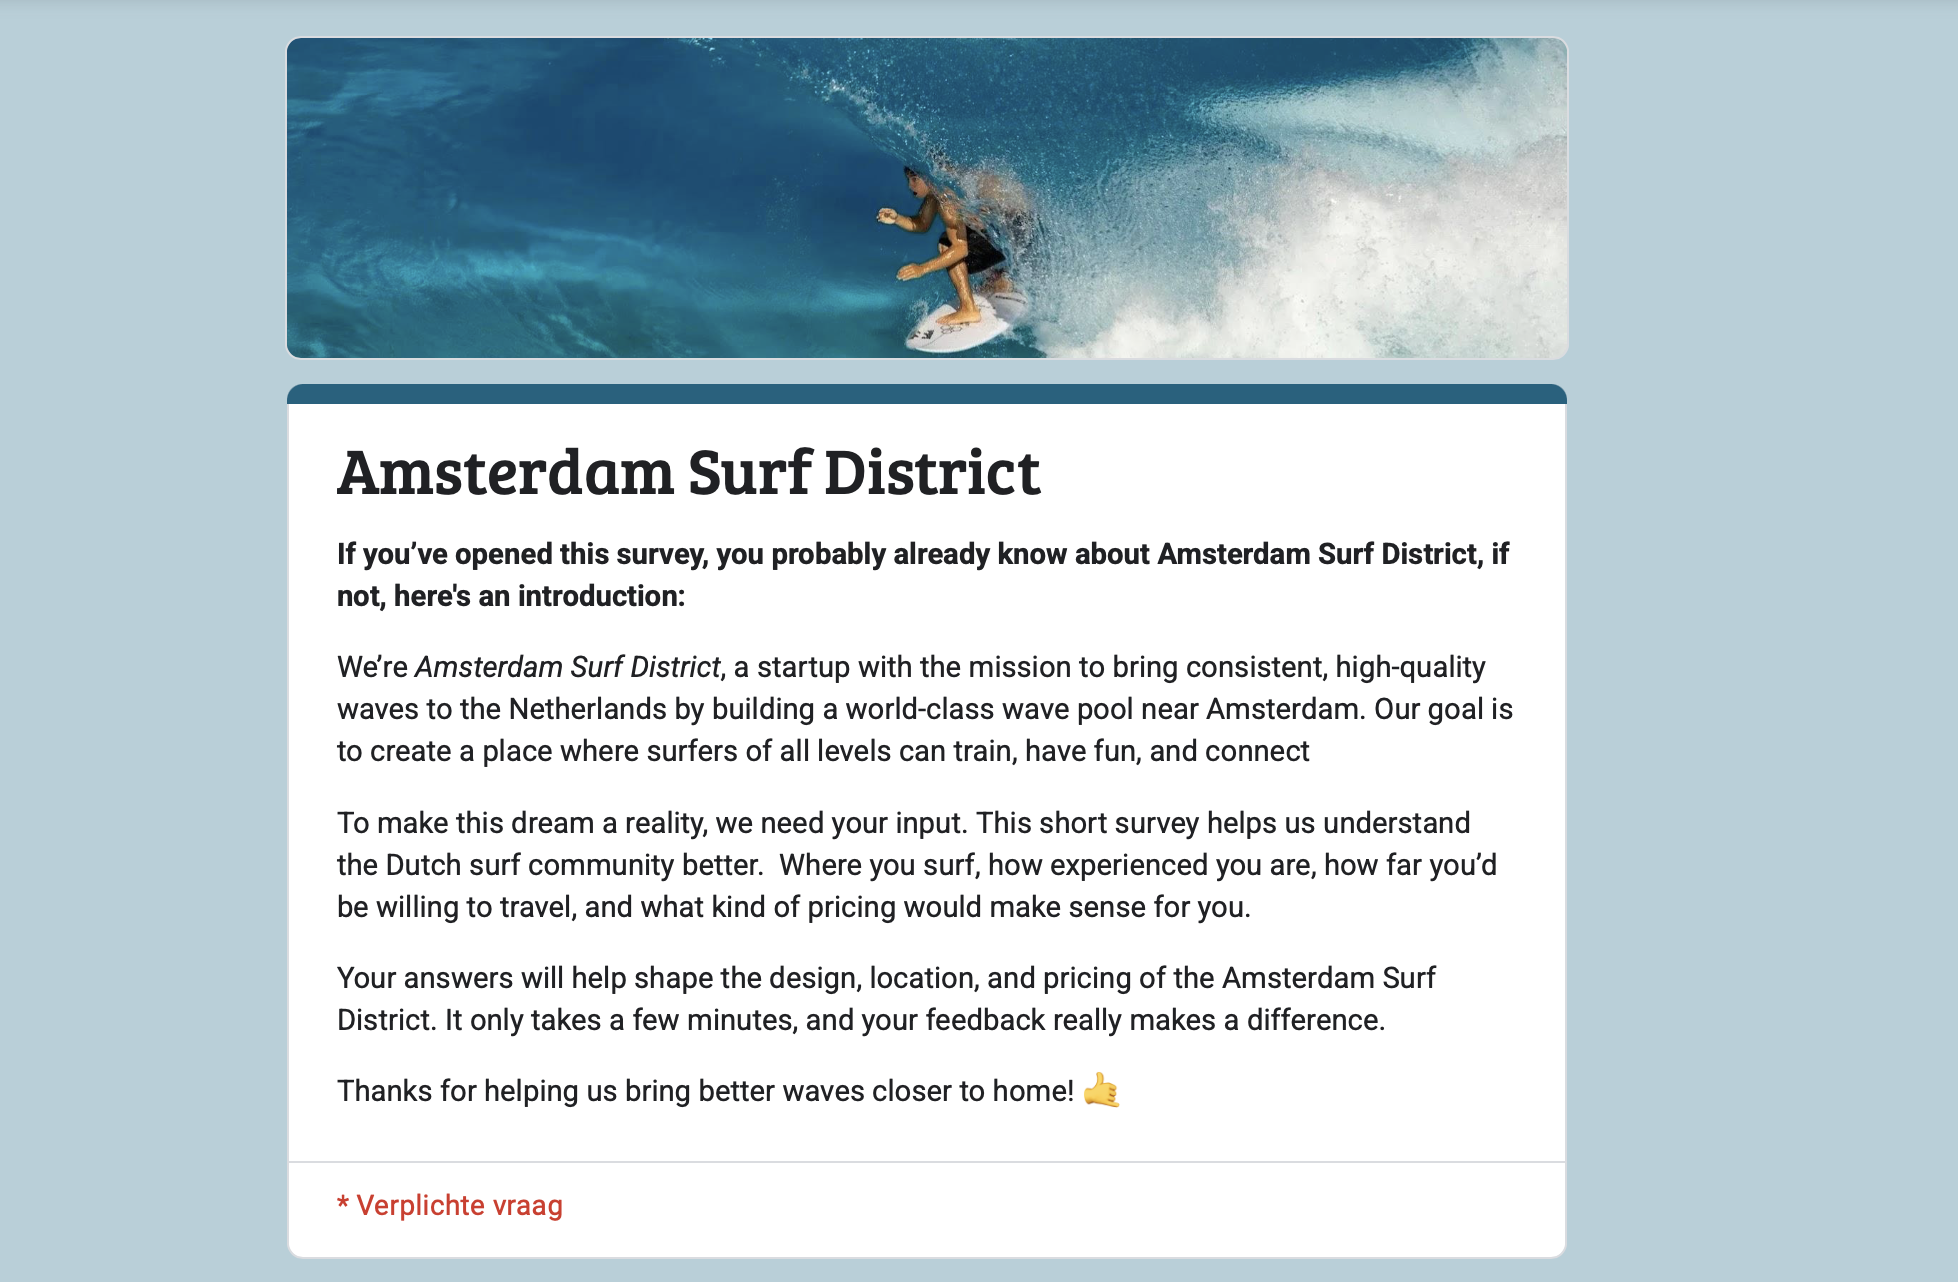 Amsterdam Surf District
If you’ve opened this survey, you probably already know about Amsterdam Surf District, if
not, here's an introduction:
We’re Amsterdam Surf District, a startup with the mission to bring consistent, high-quality
waves to the Netherlands by building a world-class wave pool near Amsterdam. Our goal is
to create a place where surfers of all levels can train, have fun, and connect
To make this dream a reality, we need your input. This short survey helps us understand
the Dutch surf community better.  Where you surf, how experienced you are, how far you’d
be willing to travel, and what kind of pricing would make sense for you.
Your answers will help shape the design, location, and pricing of the Amsterdam Surf
District. It only takes a few minutes, and your feedback really makes a difference.
Thanks for helping us bring better waves closer to home! 🤙
* Verplichte vraag